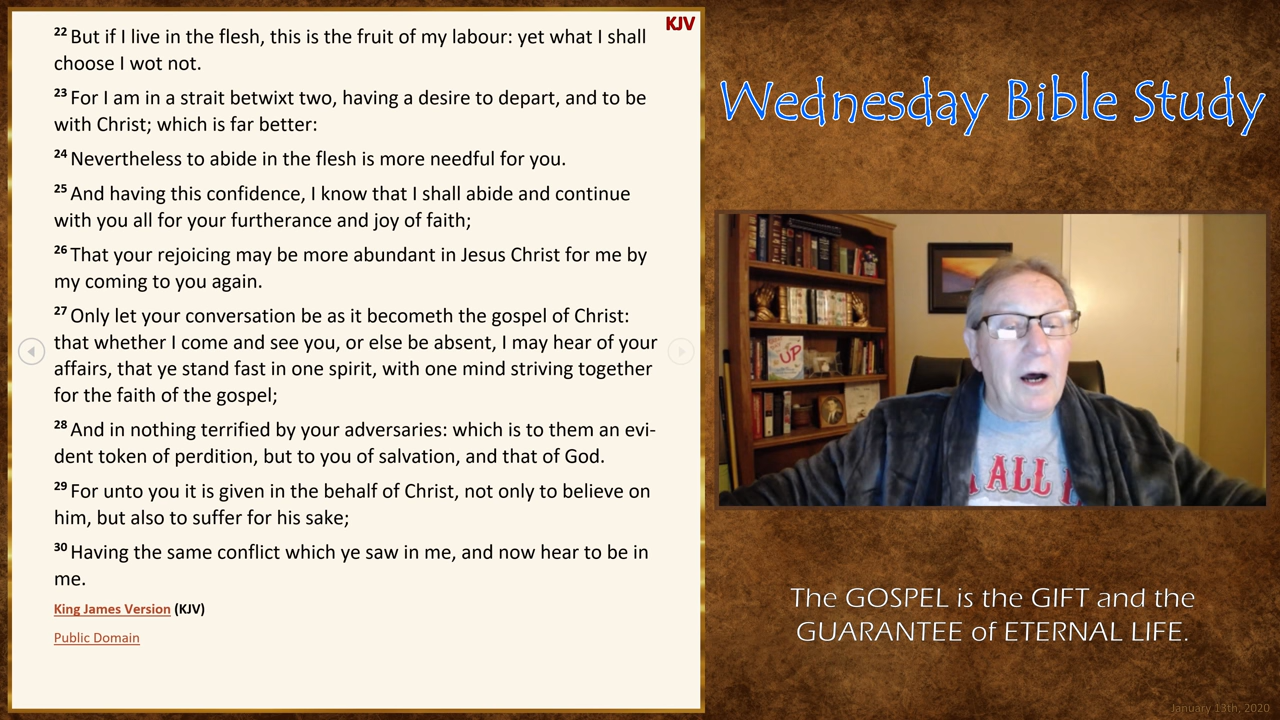 KJV
22 But if I live in the flesh, this is the fruit of my labour: yet what I shall
choose I wot not.
23 For I am in a strait betwixt two, having a desire to depart, and to be
with Christ; which is far better:
24 Nevertheless to abide in the flesh is more needful for you.
25 And having this confidence, I know that I shall abide and continue
with you all for your furtherance and joy of faith;
26 That your rejoicing may be more abundant in Jesus Christ for me by
my coming to you again.
27 Only let your conversation be as it becometh the gospel of Christ:
that whether I come and see you, or else be absent, I may hear of your
affairs, that ye stand fast in one spirit, with one mind striving together
for the faith of the gospel;
28 And in nothing terrified by your adversaries: which is to them an evi-
dent token of perdition, but to you of salvation, and that of God.
29 For unto you it is given in the behalf of Christ, not only to believe on
him, but also to suffer for his sake;
30 Having the same conflict which ye saw in me, and now hear to be in
me.
King James Version (KJV)
Public Domain
Wednesday Bible Study
UP
ALL
The GOSPEL is the GIFT and the
GUARANTEE of ETERNAL LIFE.
January 13th, 2020